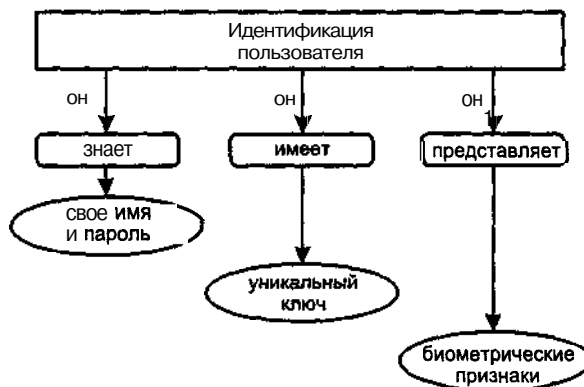 Идентификация
пользователя
он он он
знает имеет представляет
свое имя
и пароль
уникальный
ключ
биометрические
признаки